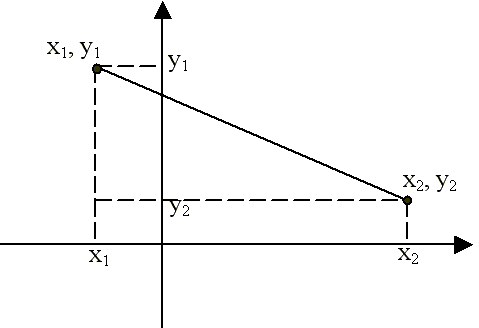 x₁, y₁
y₁
x₂, y₂
y₂
x₁
x₂